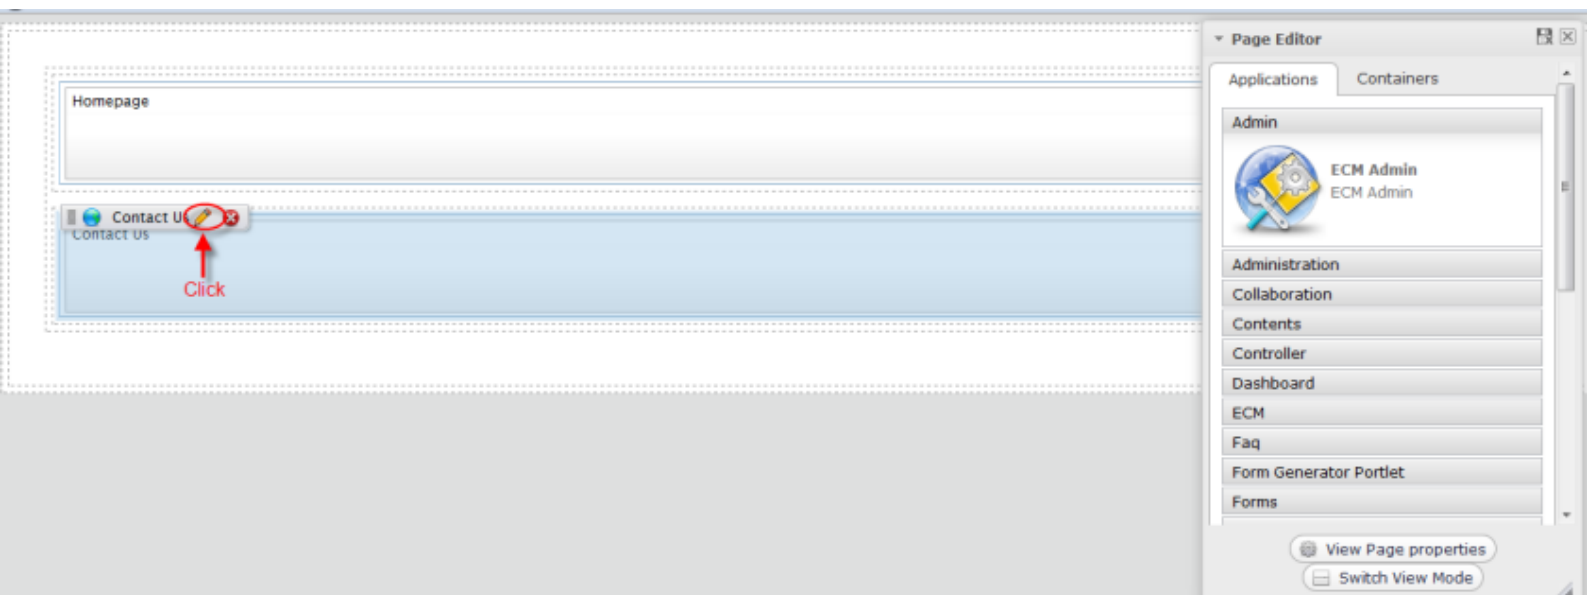 Page Editor
Applications Containers
Homepage
Admin
ECM Admin
ECM Admin
Contact Us
Contact Us
Click
Administration
Collaboration
Contents
Controller
Dashboard
ECM
Faq
Form Generator Portlet
Forms
View Page properties
Switch View Mode